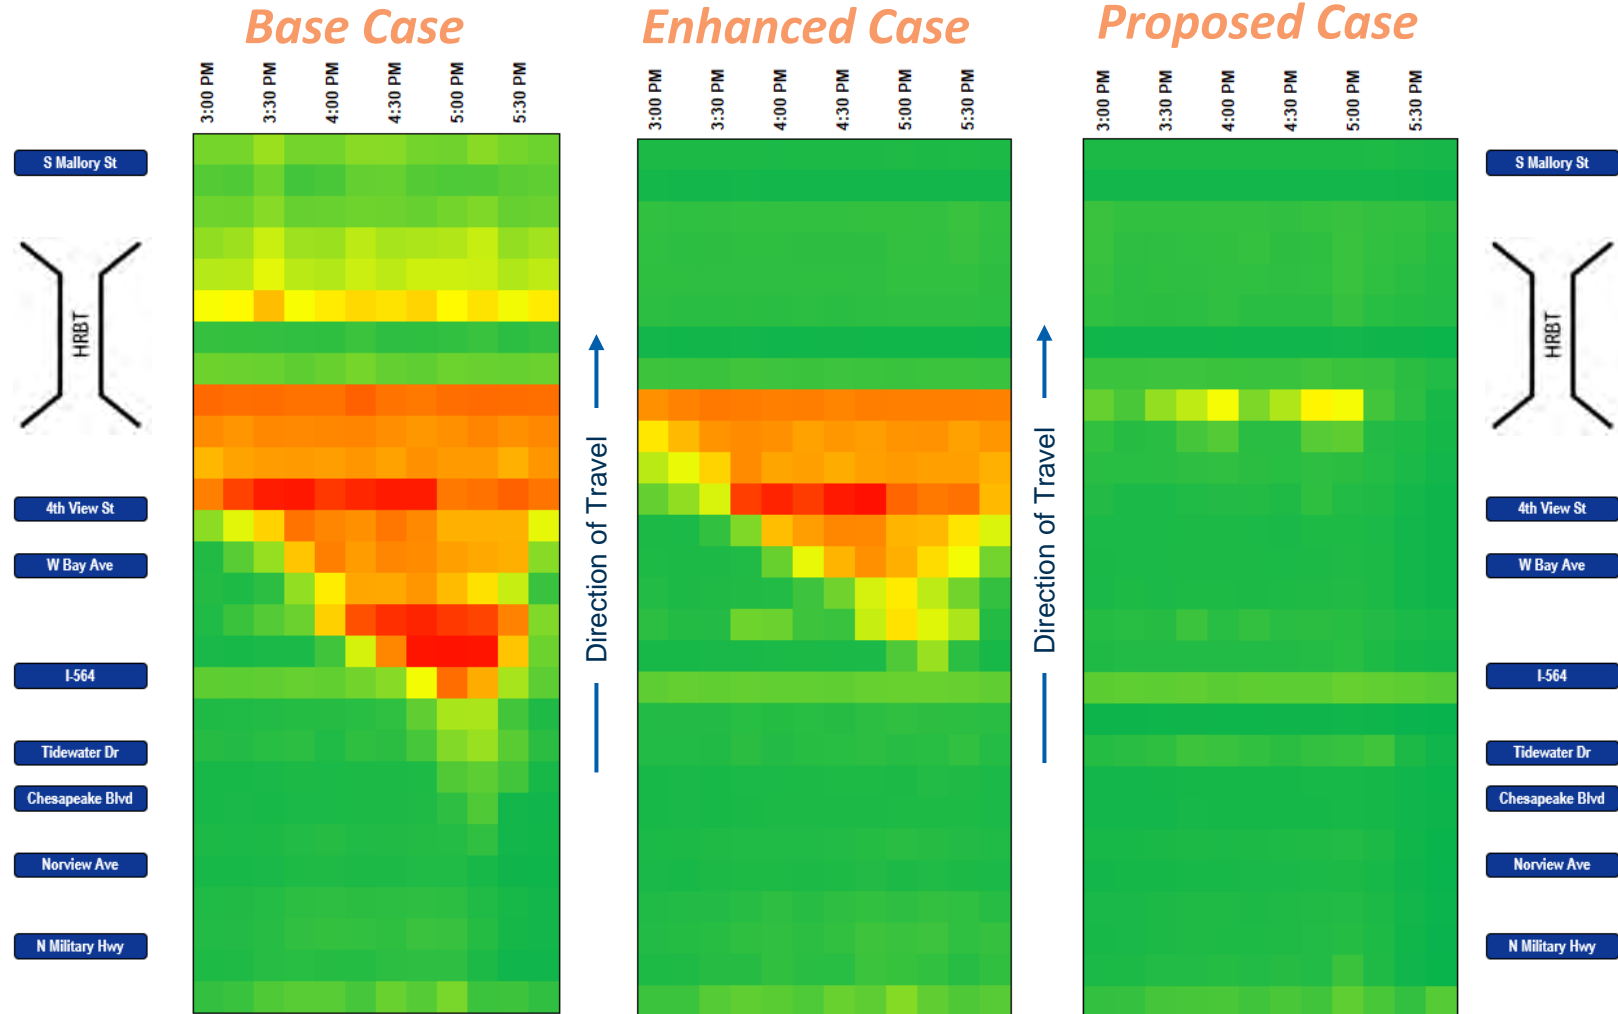 Base Case
Enhanced Case
Proposed Case
3:00 PM
3:30 PM
4:00 PM
4:30 PM
5:00 PM
5:30 PM
3:00 PM
3:30 PM
4:00 PM
4:30 PM
5:00 PM
5:30 PM
3:00 PM
3:30 PM
4:00 PM
4:30 PM
5:00 PM
5:30 PM
S Mallory St
HRBT
4th View St
W Bay Ave
I-564
Tidewater Dr
Chesapeake Blvd
Norview Ave
N Military Hwy
Direction of Travel
Direction of Travel
S Mallory St
HRBT
4th View St
W Bay Ave
I-564
Tidewater Dr
Chesapeake Blvd
Norview Ave
N Military Hwy